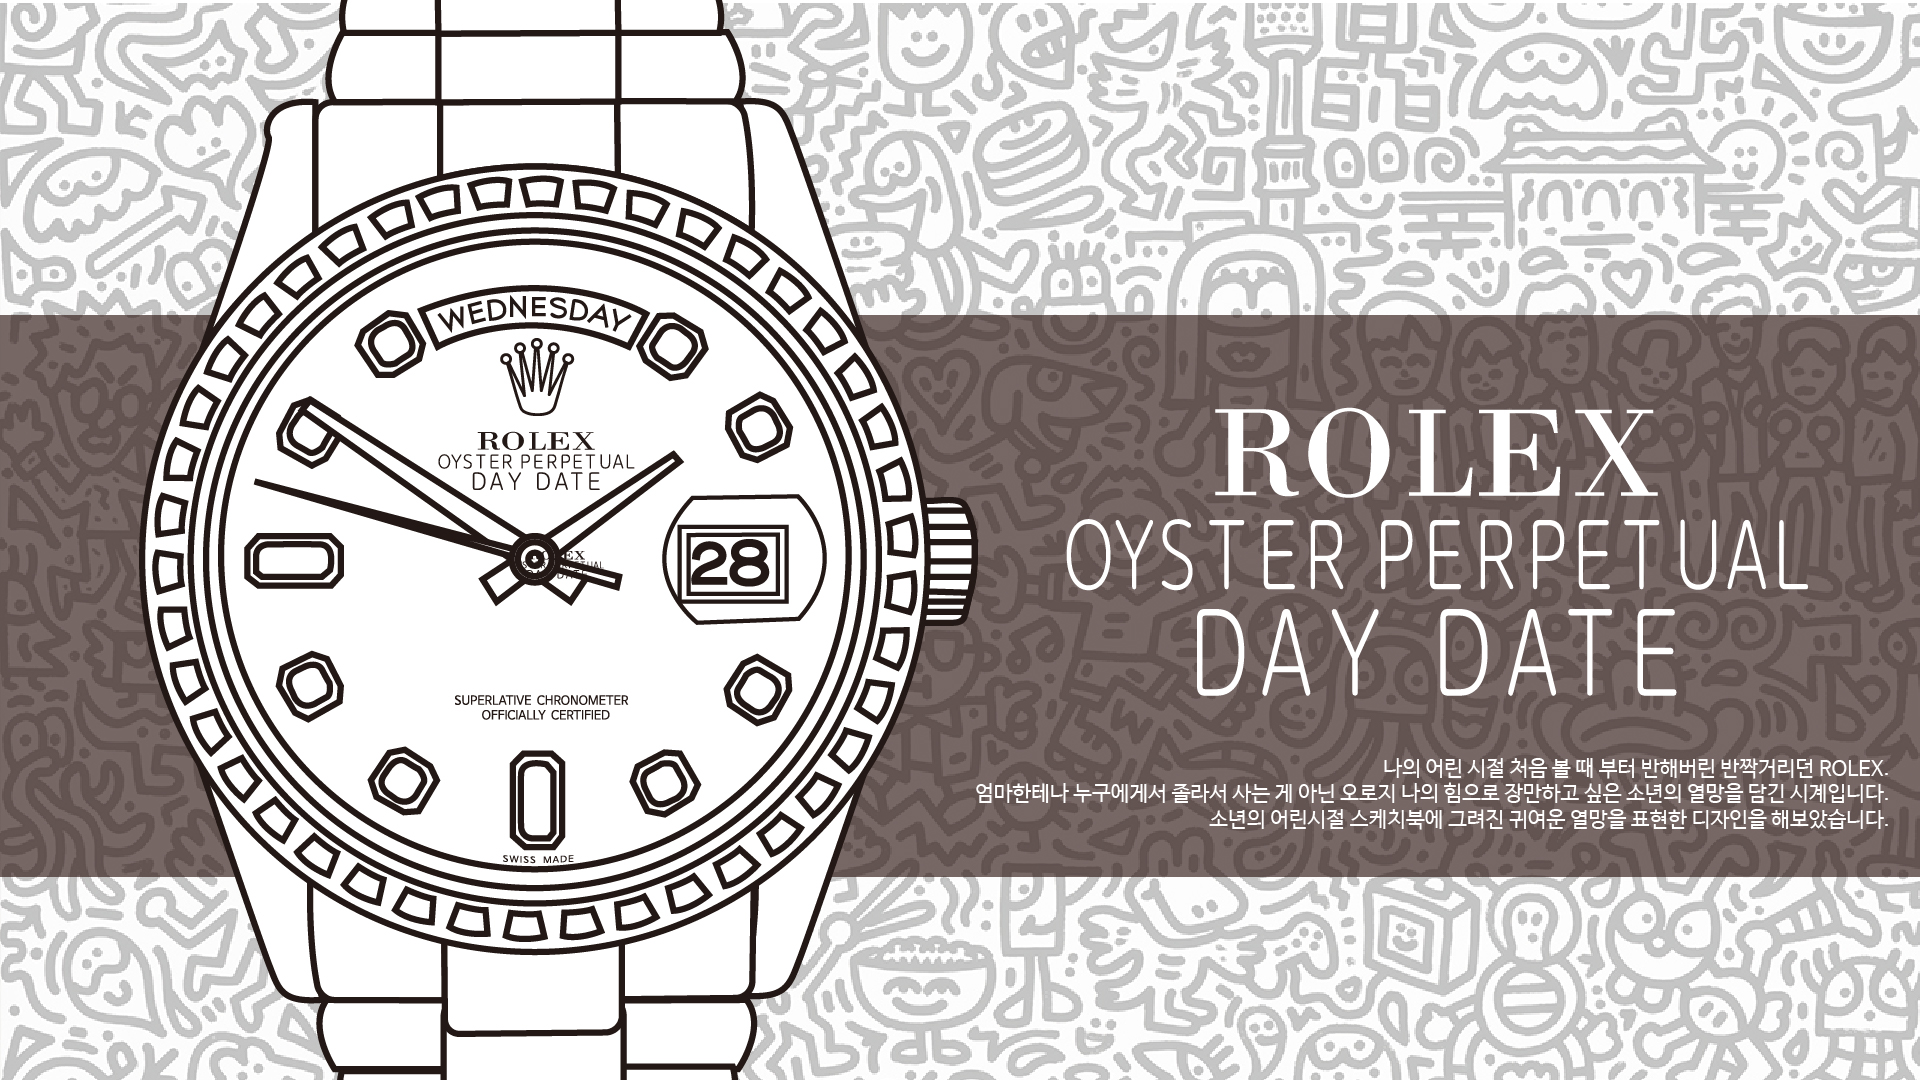 WEDNESDAY
ROLEX
OYSTER PERPETUAL
DAY DATE
28
SUPERLATIVE CHRONOMETER
OFFICIALLY CERTIFIED
SWISS MADE
ROLEX
OYSTER PERPETUAL
DAY DATE
나의 어린 시절 처음 볼 때 부터 반해버린 반짝거리던 ROLEX.
엄마한테나 누구에게서 졸라서 사는 게 아닌 오로지 나의 힘으로 장만하고 싶은 소년의 열망을 담긴 시계입니다.
소년의 어린시절 스케치북에 그려진 귀여운 열망을 표현한 디자인을 해보았습니다.